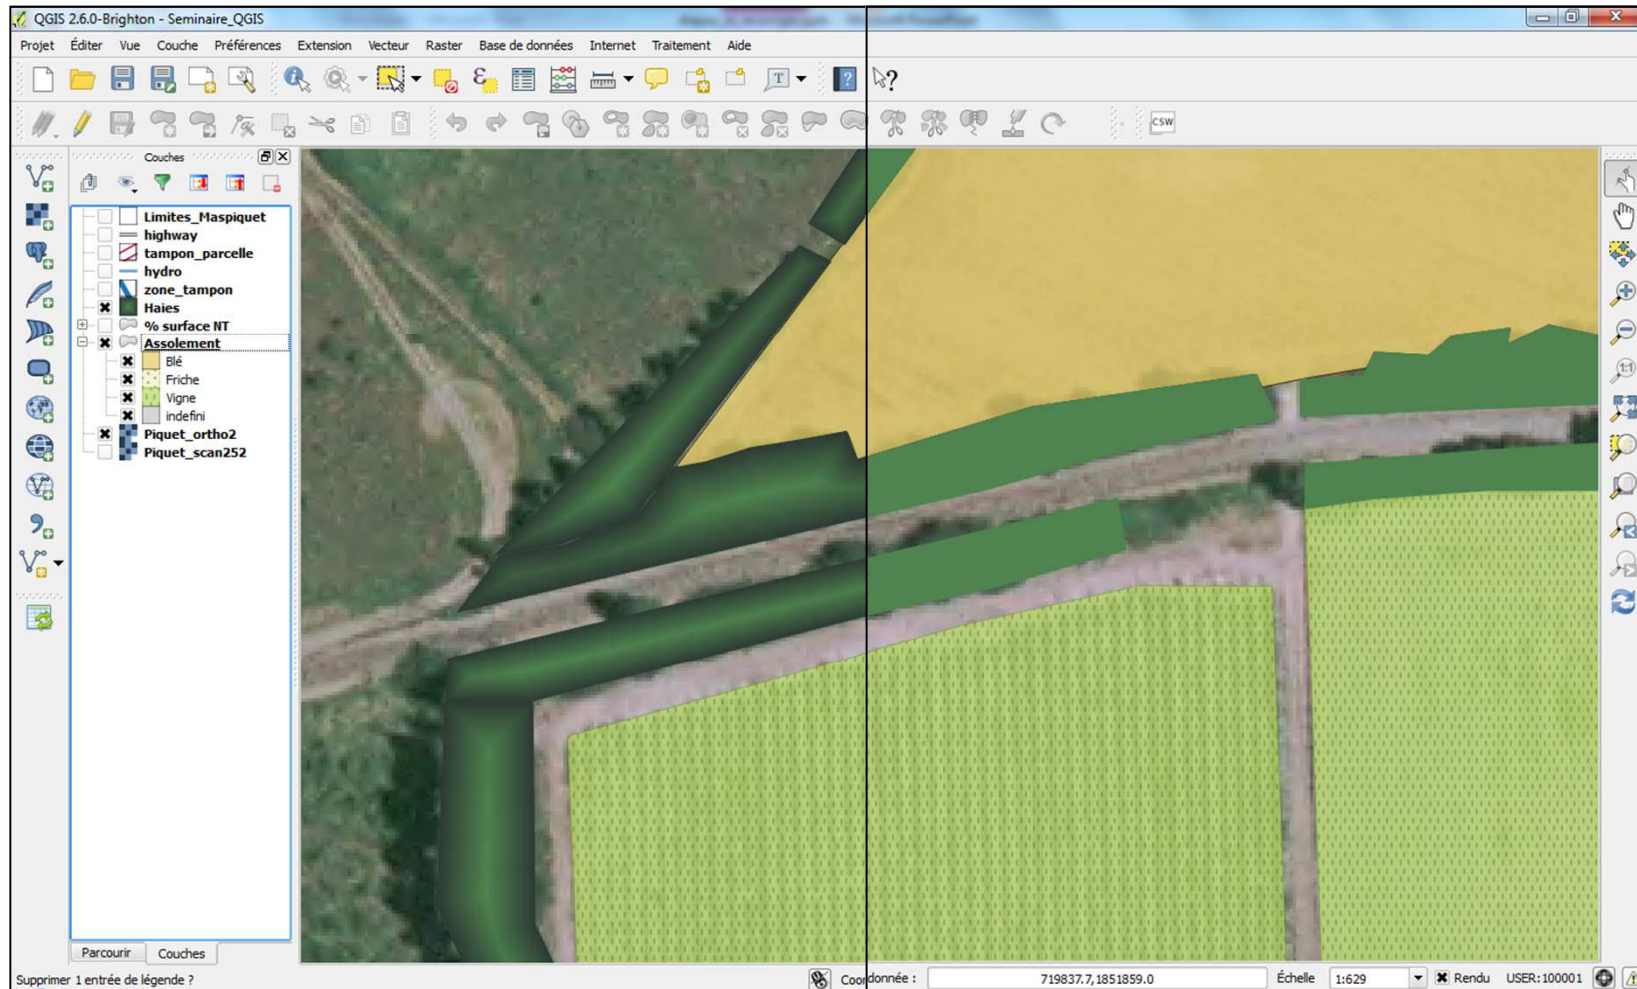 QGIS 2.6.0-Brighton - Seminaire_QGIS
Projet Éditer Vue Couche Préférences Extension Vecteur Raster Base de données Internet Traitement Aide
T ? ?
CSW
Couches
1:1
Limites_Maspiquet
highway
tampon_parcelle
hydro
zone_tampon
Haies
% surface NT
Assolement
Blé
Friche
Vigne
indefini
Piquet_ortho2
Piquet_scan252
Parcourir Couches
Supprimer 1 entrée de légende ? Coordonnée : 719837.7,1851859.0 Échelle 1:629 Rendu USER:100001